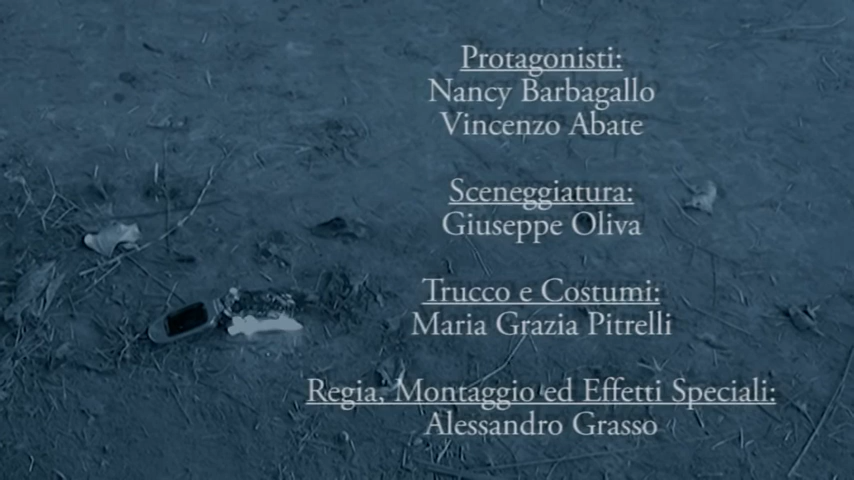 Protagonisti:
Nancy Barbagallo
Vincenzo Abate
Sceneggiatura:
Giuseppe Oliva
Trucco e Costumi:
Maria Grazia Pitrelli
Regia, Montaggio ed Effetti Speciali:
Alessandro Grasso